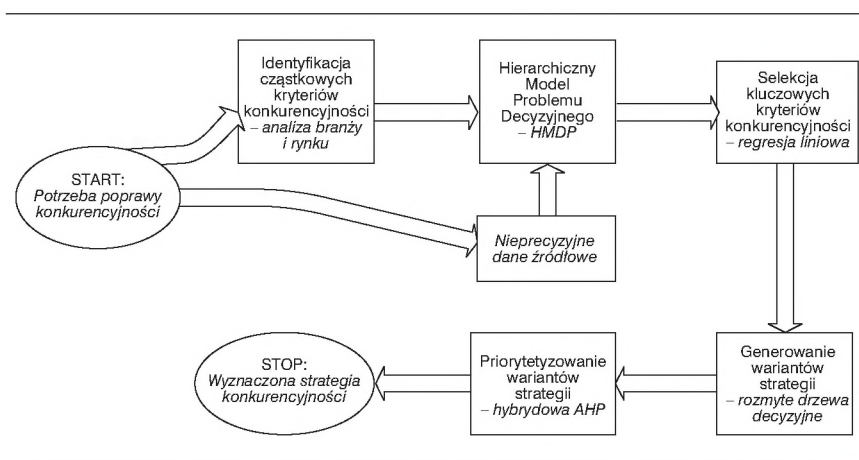 Identyfikacja
cząstkowych
kryteriów
konkurencyjności
– analiza branży
i rynku
Hierarchiczny
Model
Problemu
Decyzyjnego
– HMDP
Selekcja
kluczowych
kryteriów
konkurencyjności
– regresja liniowa
START:
Potrzeba poprawy
konkurencyjności
Nieprecyzyjne
dane źródłowe
STOP:
Wyznaczona strategia
konkurencyjności
Priorytetyzowanie
wariantów
strategii
– hybrydowa AHP
Generowanie
wariantów
strategii
– rozmyte drzewa
decyzyjne